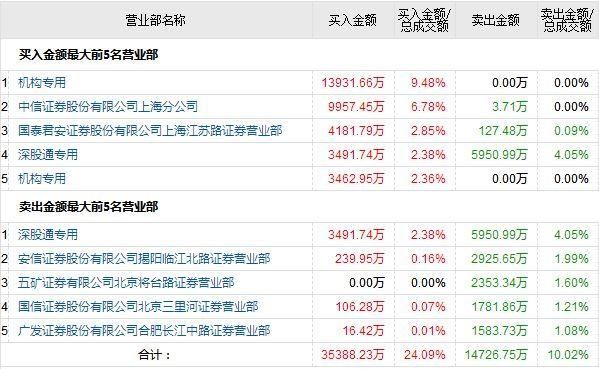 营业部名称 买入金额 买入金额/总成交额 卖出金额 卖出金额/总成交额
买入金额最大前5名营业部
1 机构专用 13931.66万 9.48% 0.00万 0.00%
2 中信证券股份有限公司上海分公司 9957.45万 6.78% 3.71万 0.00%
3 国泰君安证券股份有限公司上海江苏路证券营业部 4181.79万 2.85% 127.48万 0.09%
4 深股通专用 3491.74万 2.38% 5950.99万 4.05%
5 机构专用 3462.95万 2.36% 0.00万 0.00%
卖出金额最大前5名营业部
1 深股通专用 3491.74万 2.38% 5950.99万 4.05%
2 安信证券股份有限公司揭阳临江北路证券营业部 239.95万 0.16% 2925.65万 1.99%
3 五矿证券有限公司北京将台路证券营业部 0.00万 0.00% 2353.34万 1.60%
4 国信证券股份有限公司北京三里河证券营业部 106.28万 0.07% 1781.86万 1.21%
5 广发证券股份有限公司合肥长江中路证券营业部 16.42万 0.01% 1583.73万 1.08%
合计： 35388.23万 24.09% 14726.75万 10.02%